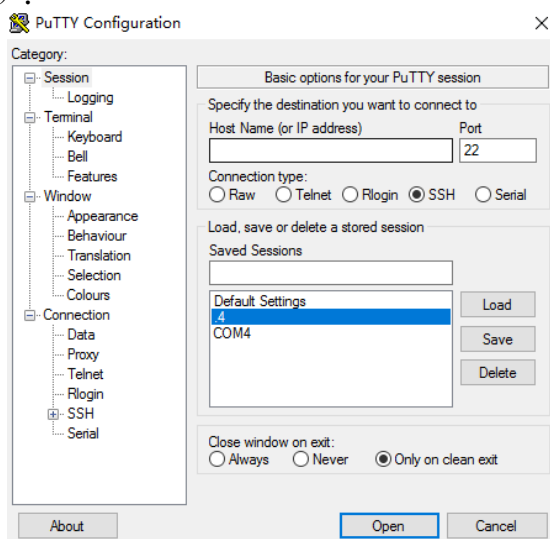 PuTTY Configuration
Category:
Session
Logging
Terminal
Keyboard
Bell
Features
Window
Appearance
Behaviour
Translation
Selection
Colours
Connection
Data
Proxy
Telnet
Rlogin
SSH
Serial
Basic options for your PuTTY session
Specify the destination you want to connect to
Host Name (or IP address) Port
22
Connection type:
Raw Telnet Rlogin SSH Serial
Load, save or delete a stored session
Saved Sessions
Default Settings
.4
COM4
Load
Save
Delete
Close window on exit:
Always Never Only on clean exit
About Open Cancel